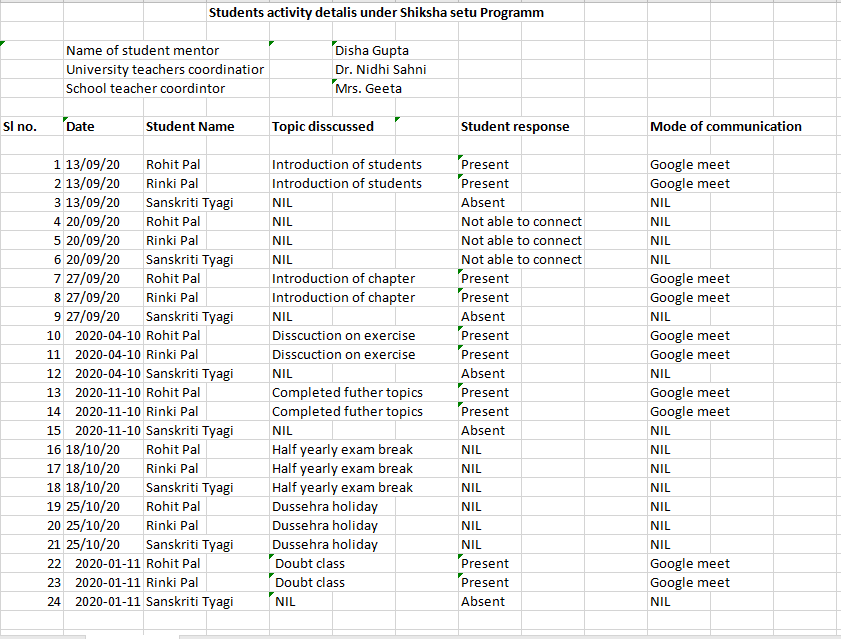 Students activity detalis under Shiksha setu Programm
Name of student mentor Disha Gupta
University teachers coordinatior Dr. Nidhi Sahni
School teacher coordintor Mrs. Geeta
Sl no. Date Student Name Topic disscussed Student response Mode of communication
1 13/09/20 Rohit Pal Introduction of students Present Google meet
2 13/09/20 Rinki Pal Introduction of students Present Google meet
3 13/09/20 Sanskriti Tyagi NIL Absent NIL
4 20/09/20 Rohit Pal NIL Not able to connect NIL
5 20/09/20 Rinki Pal NIL Not able to connect NIL
6 20/09/20 Sanskriti Tyagi NIL Not able to connect NIL
7 27/09/20 Rohit Pal Introduction of chapter Present Google meet
8 27/09/20 Rinki Pal Introduction of chapter Present Google meet
9 27/09/20 Sanskriti Tyagi NIL Absent NIL
10 2020-04-10 Rohit Pal Disscuction on exercise Present Google meet
11 2020-04-10 Rinki Pal Disscuction on exercise Present Google meet
12 2020-04-10 Sanskriti Tyagi NIL Absent NIL
13 2020-11-10 Rohit Pal Completed futher topics Present Google meet
14 2020-11-10 Rinki Pal Completed futher topics Present Google meet
15 2020-11-10 Sanskriti Tyagi NIL Absent NIL
16 18/10/20 Rohit Pal Half yearly exam break NIL NIL
17 18/10/20 Rinki Pal Half yearly exam break NIL NIL
18 18/10/20 Sanskriti Tyagi Half yearly exam break NIL NIL
19 25/10/20 Rohit Pal Dussehra holiday NIL NIL
20 25/10/20 Rinki Pal Dussehra holiday NIL NIL
21 25/10/20 Sanskriti Tyagi Dussehra holiday NIL NIL
22 2020-01-11 Rohit Pal Doubt class Present Google meet
23 2020-01-11 Rinki Pal Doubt class Present Google meet
24 2020-01-11 Sanskriti Tyagi NIL Absent NIL